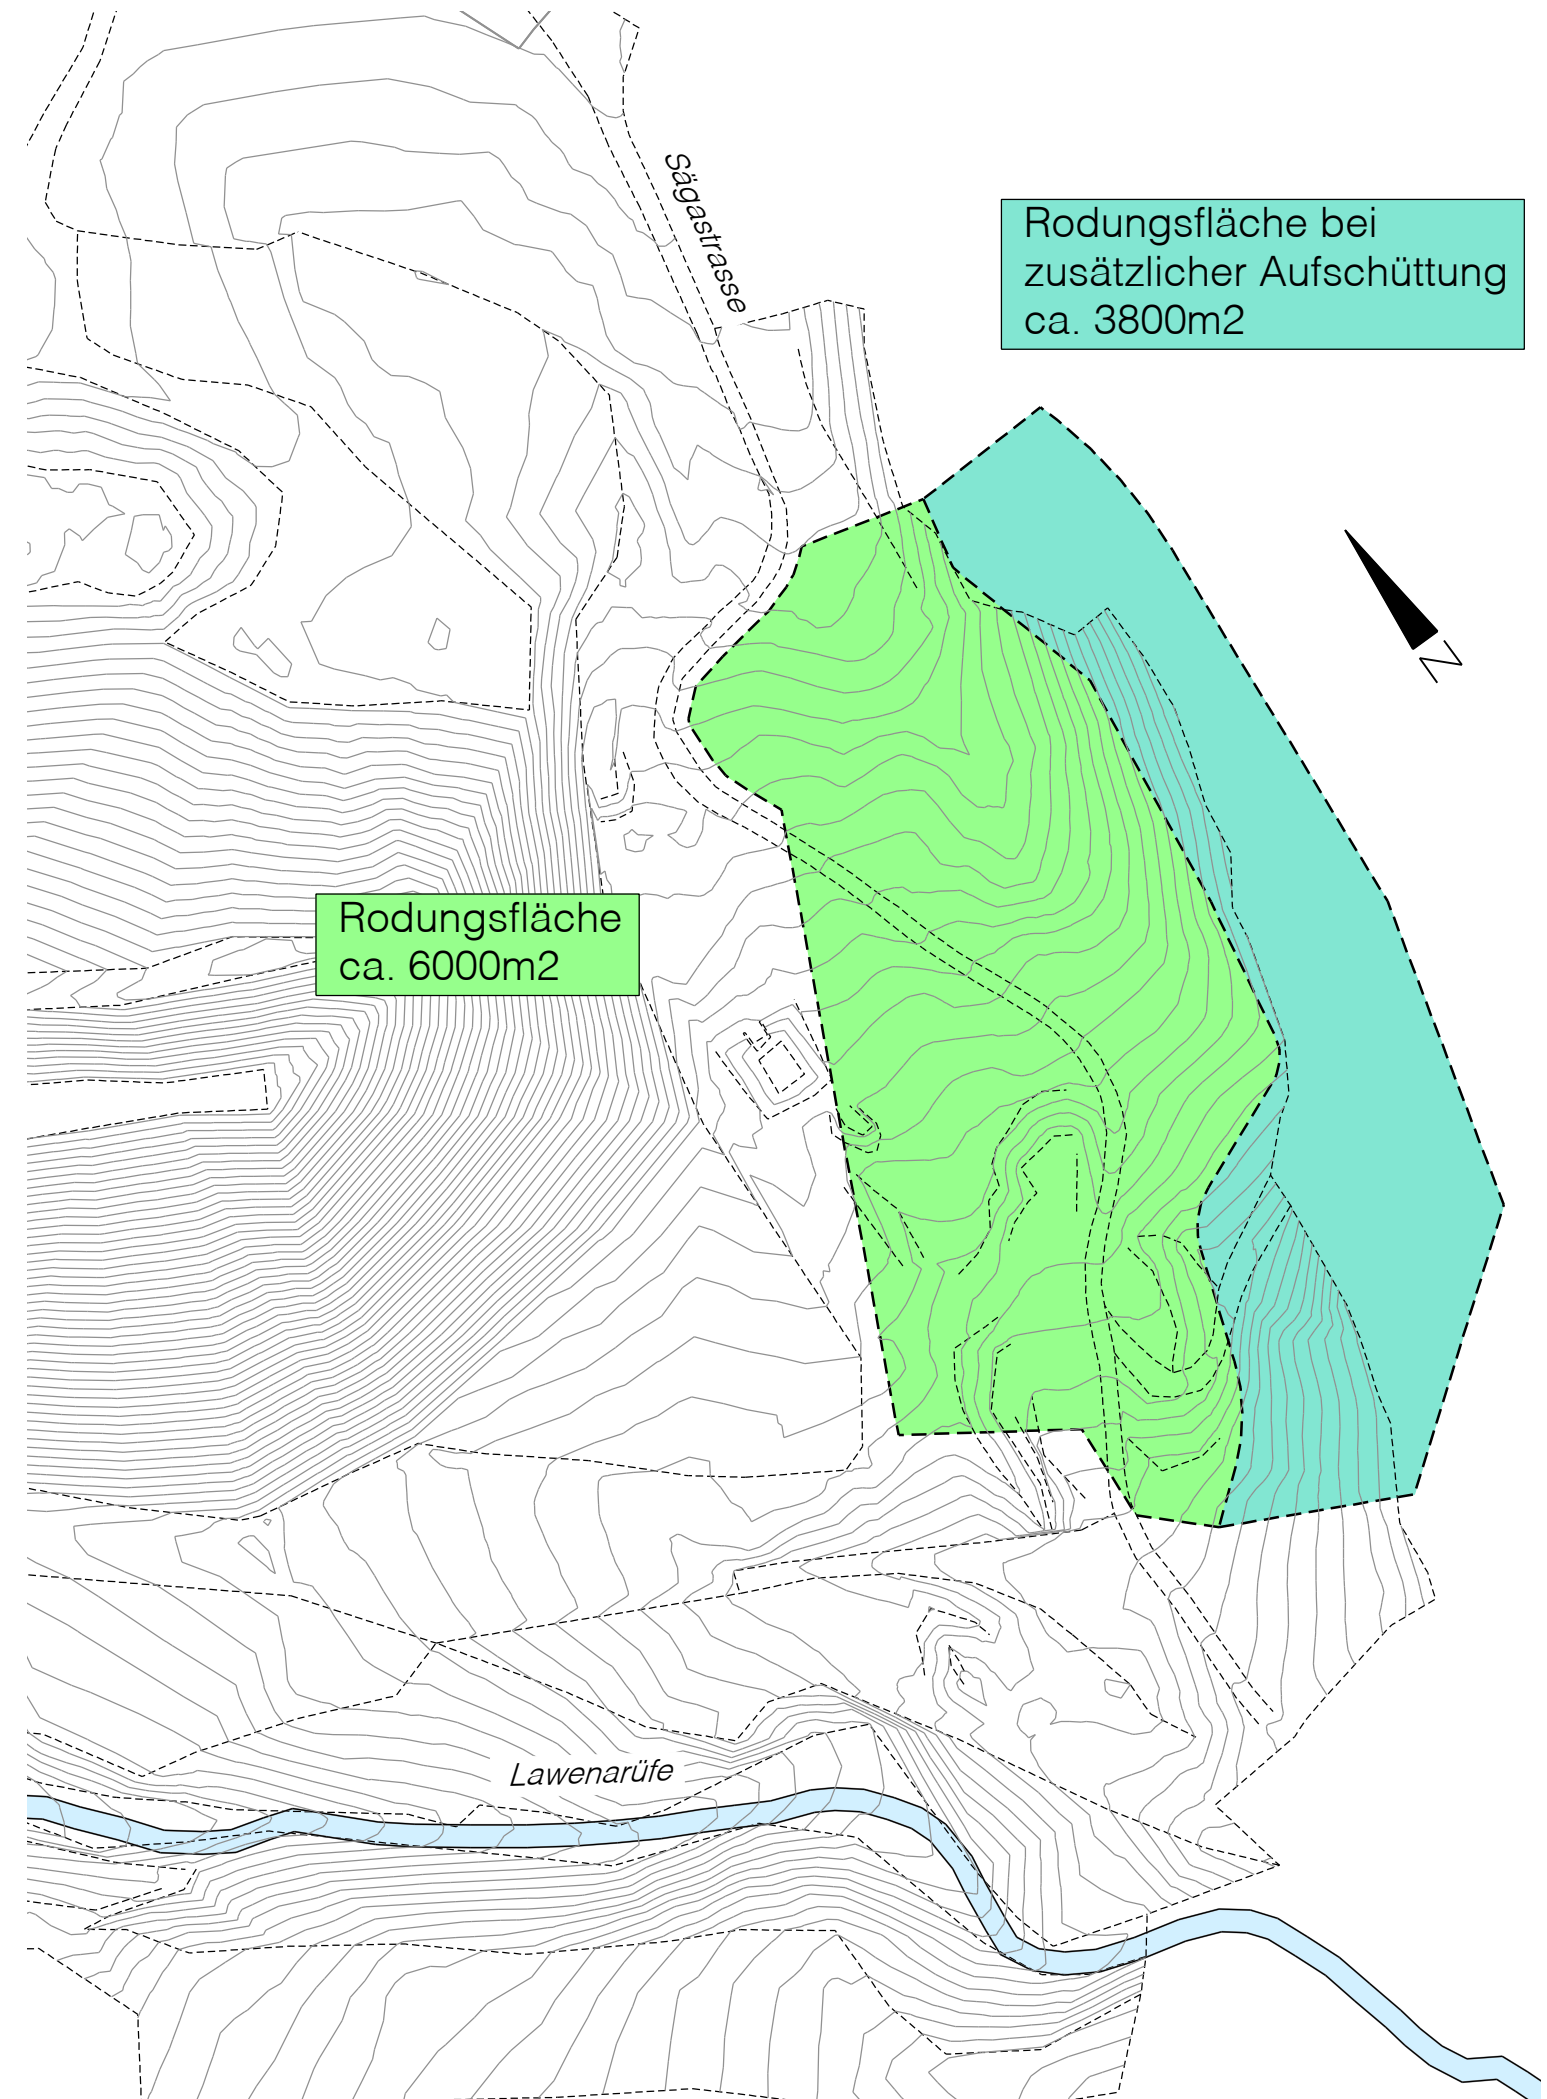 Sägastrasse
Rodungsfläche bei
zusätzlicher Aufschüttung
ca. 3800m2
N
Rodungsfläche
ca. 6000m2
Lawenarüfe